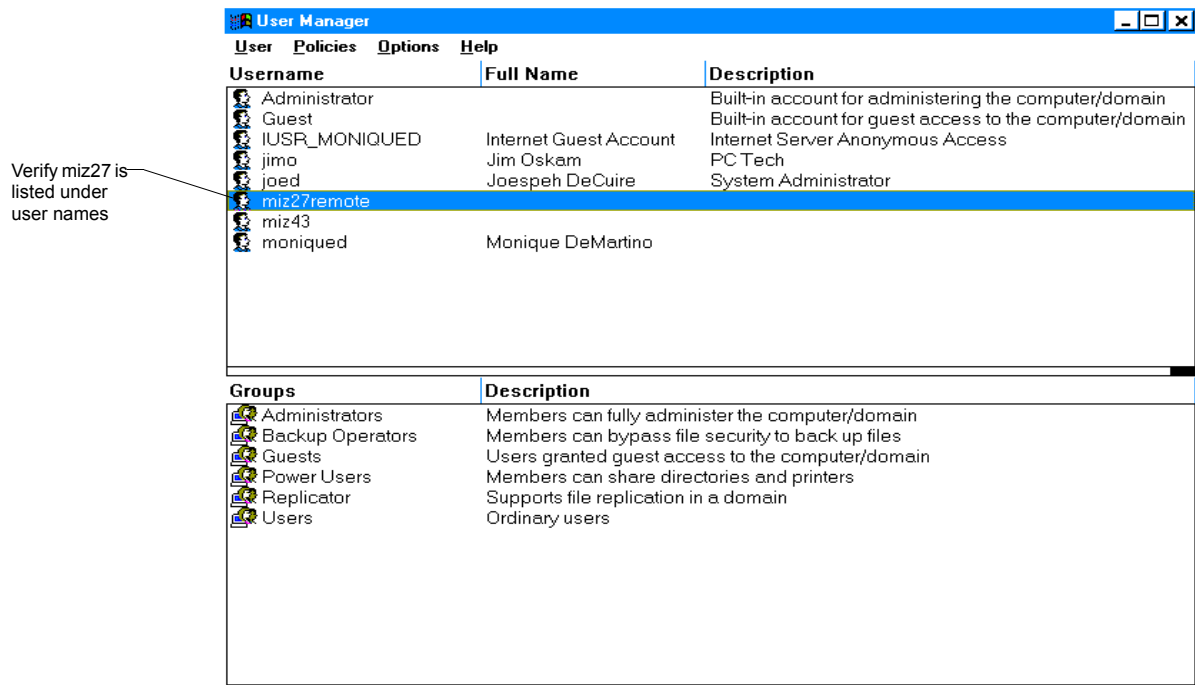 User Manager
User Policies Options Help
Username Full Name Description
Administrator Built-in account for administering the computer/domain
Guest Built-in account for guest access to the computer/domain
IUSR_MONIQUED Internet Guest Account Internet Server Anonymous Access
jimo Jim Oskam PC Tech
joed Joespeh DeCuire System Administrator
miz27remote
miz43
moniqued Monique DeMartino
Verify miz27 is
listed under
user names
Groups Description
Administrators Members can fully administer the computer/domain
Backup Operators Members can bypass file security to back up files
Guests Users granted guest access to the computer/domain
Power Users Members can share directories and printers
Replicator Supports file replication in a domain
Users Ordinary users